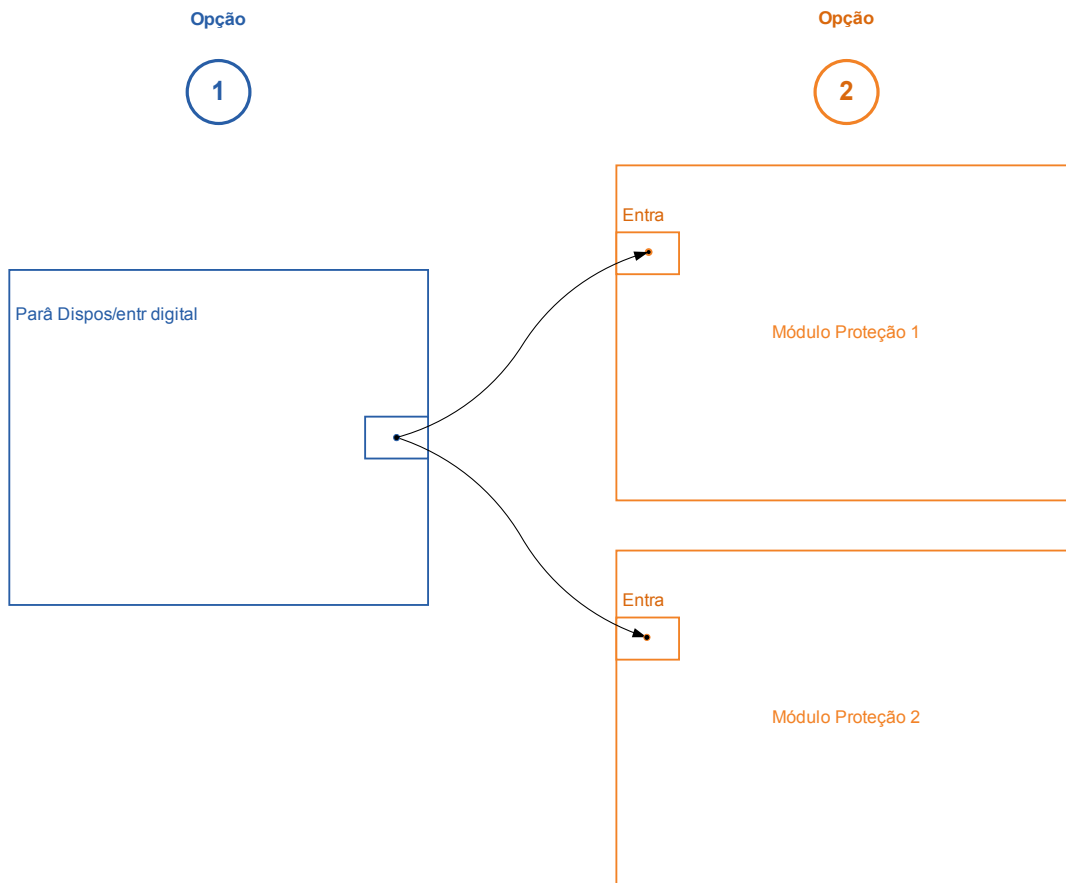 Opção
1
Opção
2
Parâ Dispos/entr digital
Entra
Módulo Proteção 1
Entra
Módulo Proteção 2